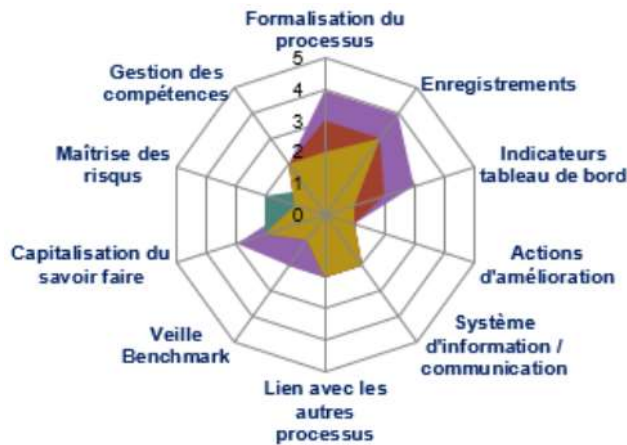 Formalisation du
processus
Enregistrements
Indicateurs
tableau de bord
Actions
d'amélioration
Système
d'information /
communication
Lien avec les
autres
processus
Veille
Benchmark
Capitalisation du
savoir faire
Maîtrise des
risqus
Gestion des
compétences
5
4
3
2
1
0